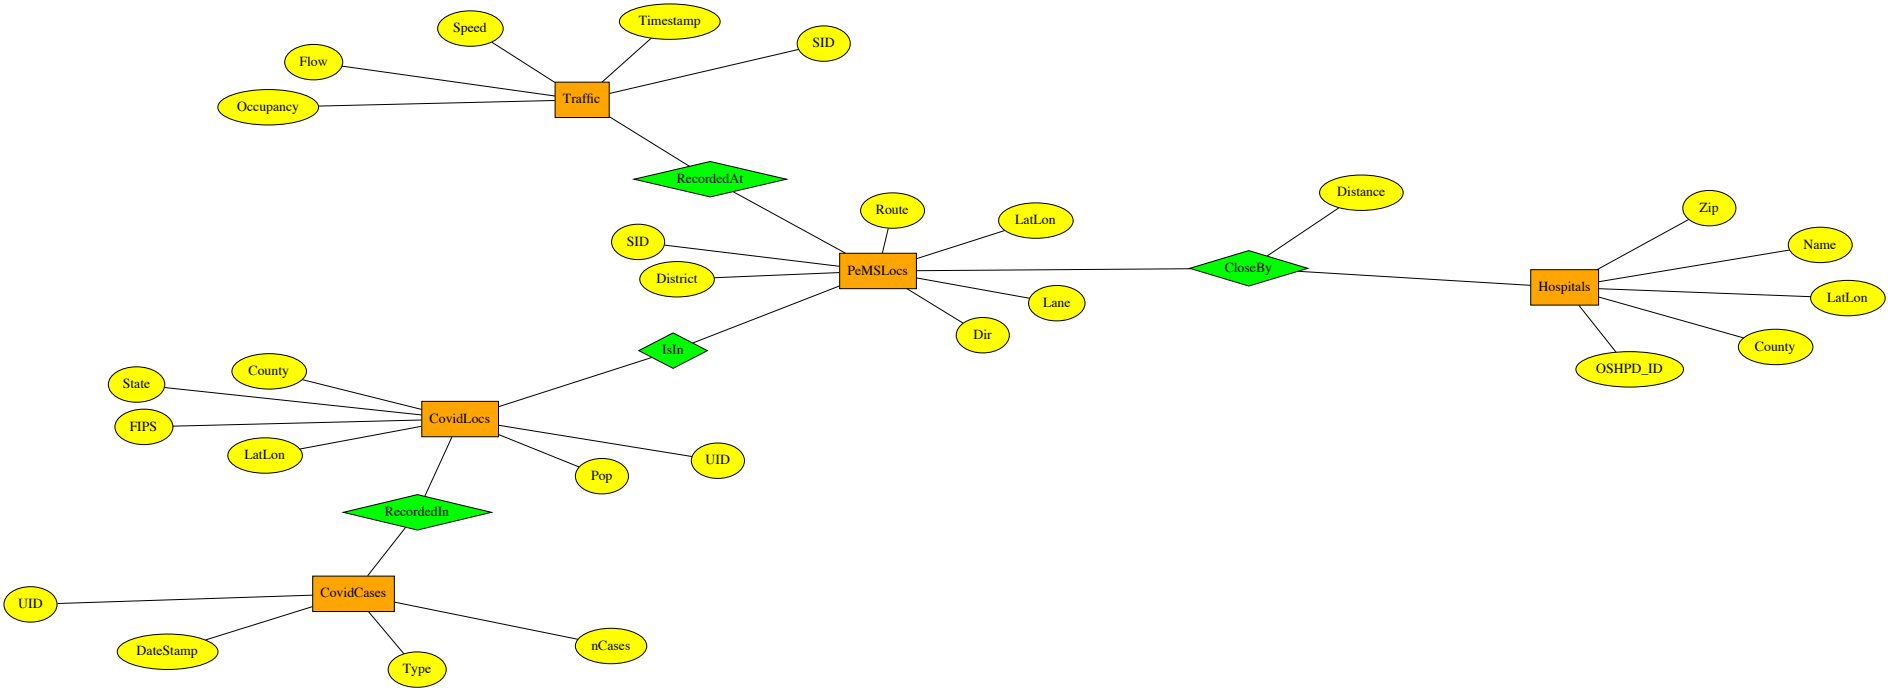 Timestamp
Speed
SID
Flow
Traffic
Occupancy
RecordedAt
Distance
Route
Zip
LatLon
SID
Name
PeMSLocs
CloseBy
District
Hospitals
LatLon
Lane
Dir
County
IsIn
County
OSHPD_ID
State
CovidLocs
FIPS
LatLon
UID
Pop
RecordedIn
CovidCases
UID
nCases
DateStamp
Type